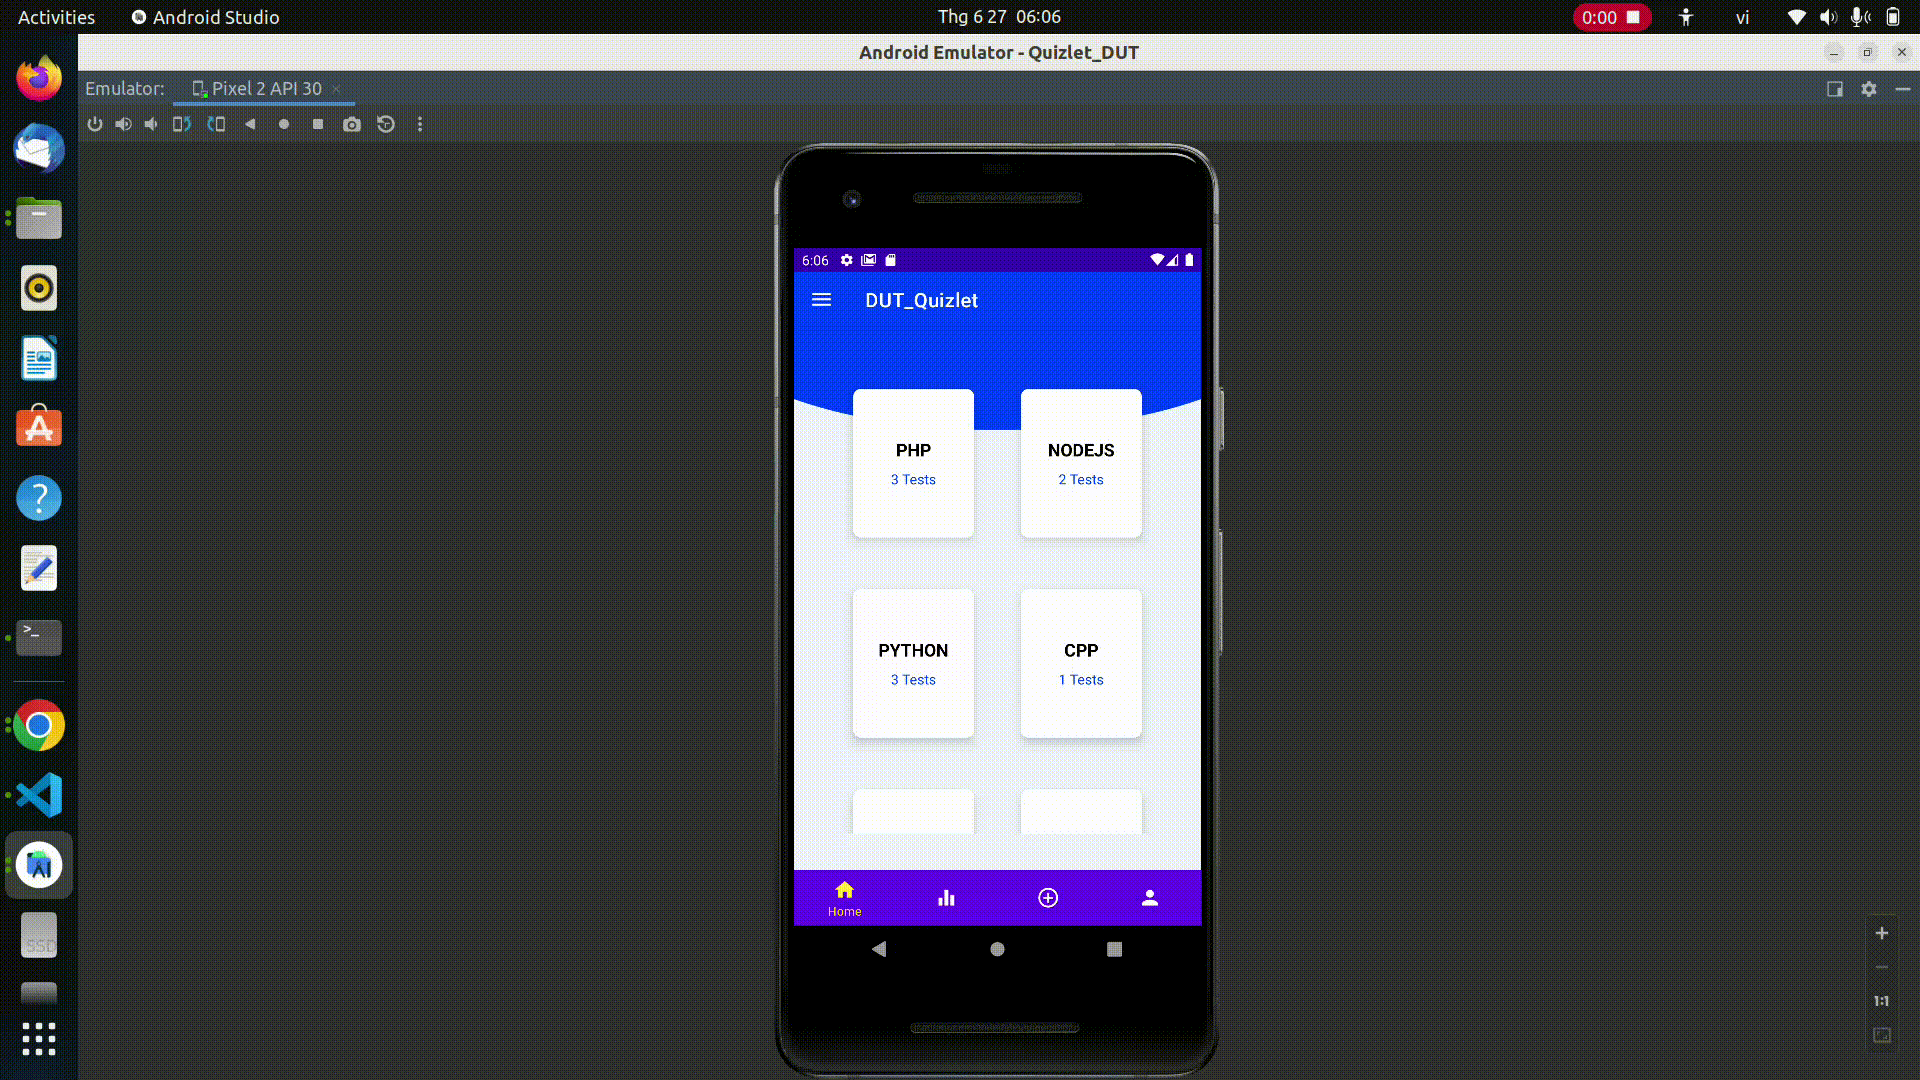 Activities
Android Studio
Thg 6 27 06:06
0:00
vi
Android Emulator - Quizlet_DUT
Emulator:
Pixel 2 API 30
6:06
DUT_Quizlet
PHP
3 Tests
NODEJS
2 Tests
PYTHON
3 Tests
CPP
1 Tests
Home
SSD
1:1